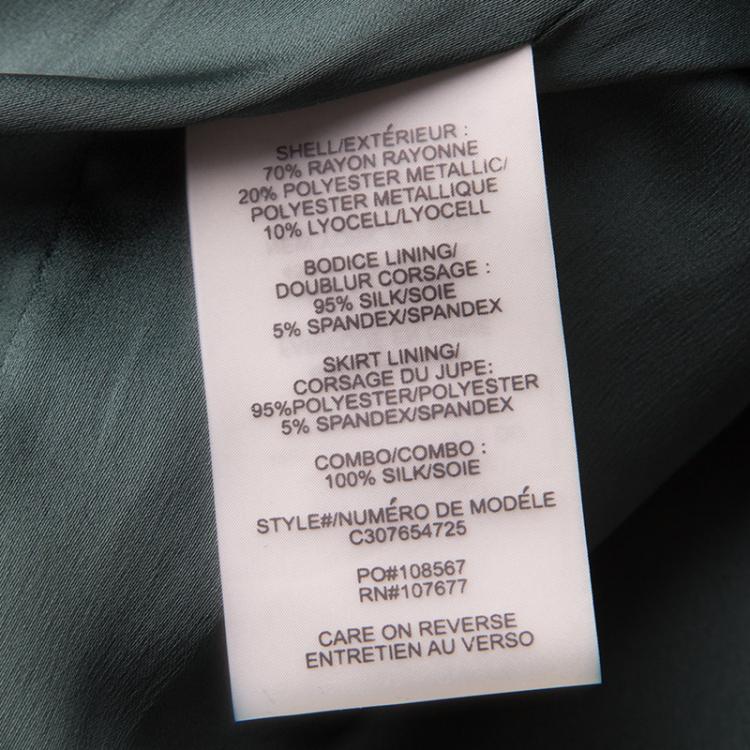 SHELL/EXTÉRIEUR :
70% RAYON RAYONNE
20% POLYESTER METALLIC/
POLYESTER METALLIQUE
10% LYOCELL/LYOCELL
BODICE LINING/
DOUBLUR CORSAGE :
95% SILK/SOIE
5% SPANDEX/SPANDEX
SKIRT LINING/
CORSAGE DU JUPE:
95%POLYESTER/POLYESTER
5% SPANDEX/SPANDEX
COMBO/COMBO :
100% SILK/SOIE
STYLE#/NUMÉRO DE MODÉLE
C307654725
PO#108567
RN#107677
CARE ON REVERSE
ENTRETIEN AU VERSO